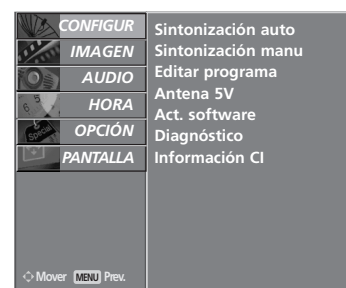 CONFIGUR
IMAGEN
AUDIO
HORA
OPCIÓN
PANTALLA
Sintonización auto
Sintonización manu
Editar programa
Antena 5V
Act. software
Diagnóstico
Información CI
Mover MENU Prev.